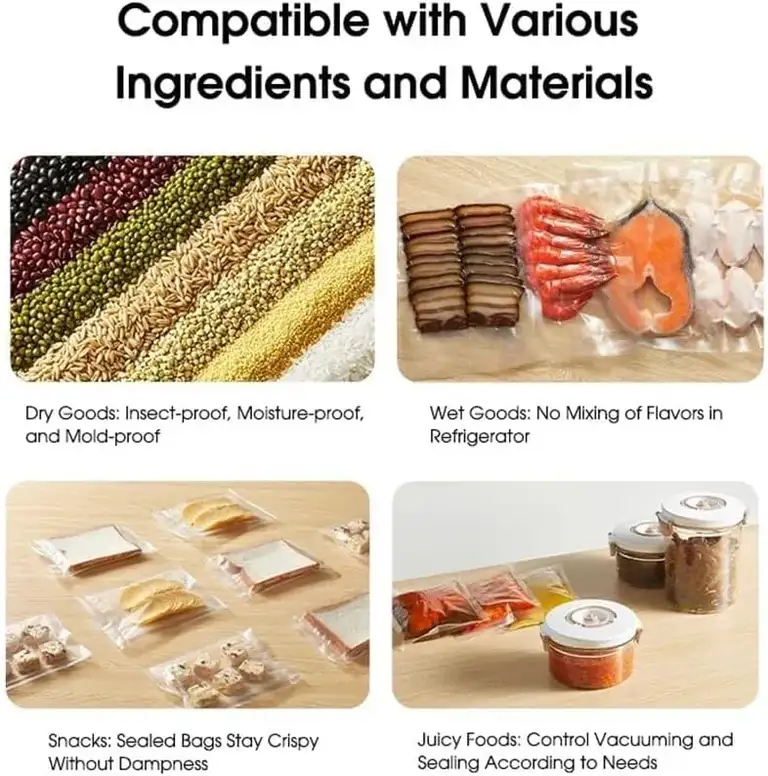 Compatible with Various
Ingredients and Materials
Dry Goods: Insect-proof, Moisture-proof,
and Mold-proof
Wet Goods: No Mixing of Flavors in
Refrigerator
Snacks: Sealed Bags Stay Crispy
Without Dampness
Juicy Foods: Control Vacuuming and
Sealing According to Needs